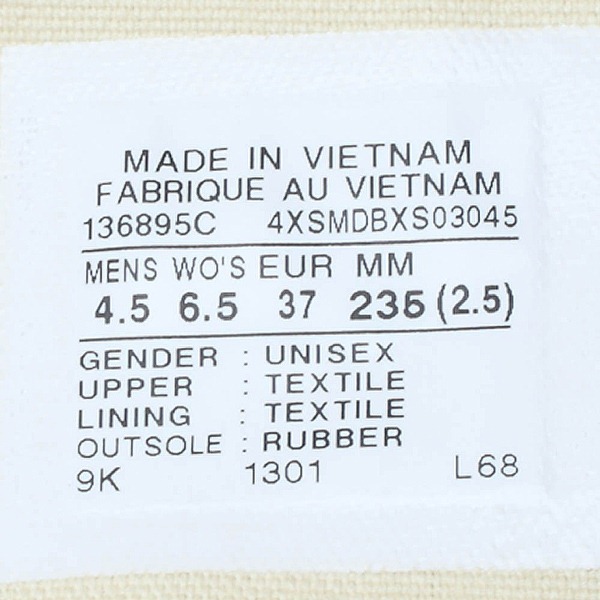 MADE IN VIETNAM
FABRIQUE AU VIETNAM
136895C 4XSMDBXS03045
MENS WO'S EUR MM
4.5 6.5 37 235 (2.5)
GENDER : UNISEX
UPPER : TEXTILE
LINING : TEXTILE
OUTSOLE : RUBBER
9K 1301 L68